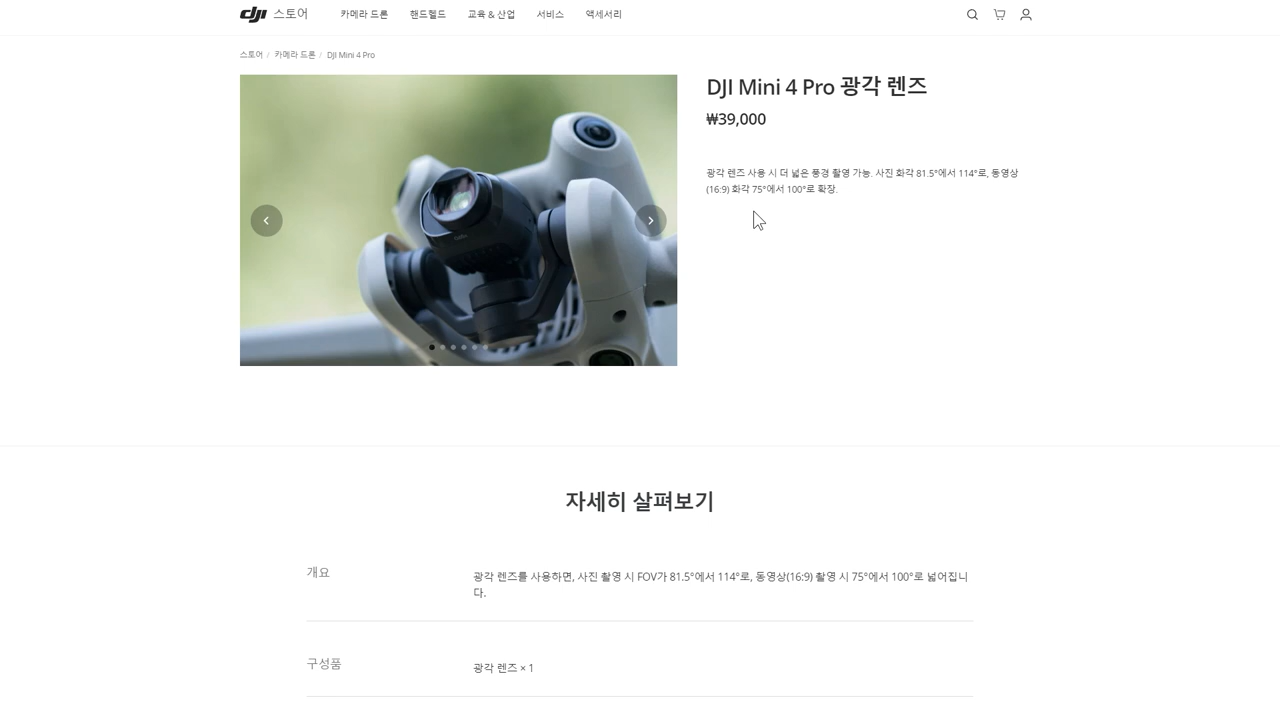 dji 스토어
카메라 드론
핸드헬드
교육 & 산업
서비스
액세서리
스토어 / 카메라 드론 / DJI Mini 4 Pro
DJI Mini 4 Pro 광각 렌즈
₩39,000
광각 렌즈 사용 시 더 넓은 풍경 촬영 가능. 사진 화각 81.5°에서 114°로, 동영상
(16:9) 화각 75°에서 100°로 확장.
자세히 살펴보기
개요
광각 렌즈를 사용하면, 사진 촬영 시 FOV가 81.5°에서 114°로, 동영상(16:9) 촬영 시 75°에서 100°로 넓어집니
다.
구성품
광각 렌즈 × 1